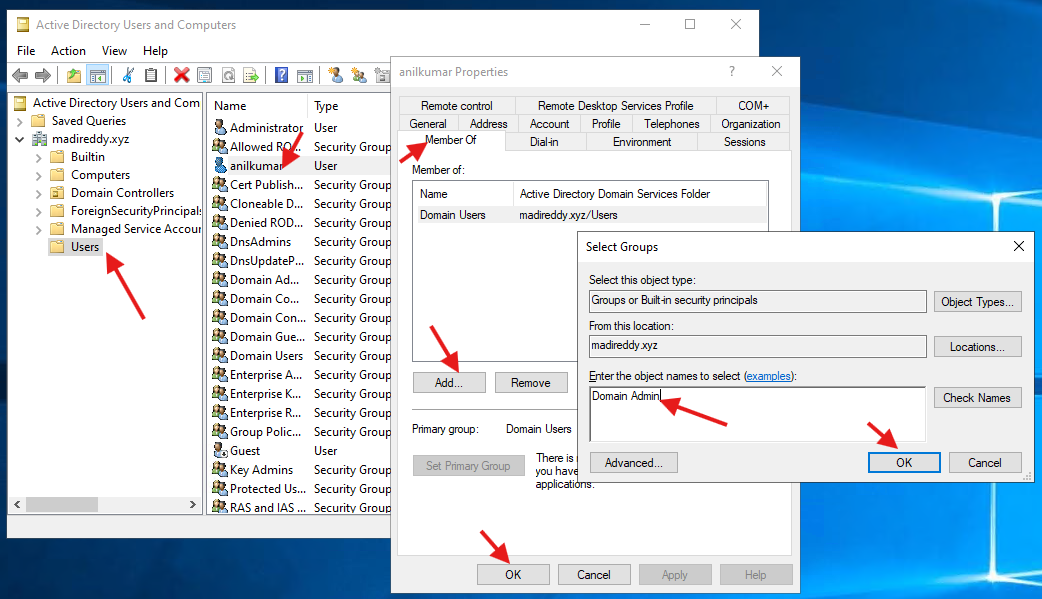 Active Directory Users and Computers
File Action View Help
Active Directory Users and Com
Saved Queries
madireddy.xyz
Builtin
Computers
Domain Controllers
ForeignSecurityPrincipals
Managed Service Accour
Users
Name Type
Administrator User
Allowed RO... Security Group
anilkumar User
Cert Publish... Security Group
Cloneable D... Security Group
Denied ROD... Security Group
DnsAdmins Security Group
DnsUpdateP... Security Group
Domain Ad... Security Group
Domain Co... Security Group
Domain Con... Security Group
Domain Gue... Security Group
Domain Users Security Group
Enterprise A... Security Group
Enterprise K... Security Group
Enterprise R... Security Group
Group Polic... Security Group
Guest User
Key Admins Security Group
Protected Us... Security Group
RAS and IAS ... Security Group
anilkumar Properties
Remote control Remote Desktop Services Profile COM+
General Address Account Profile Telephones Organization
Member Of Dial-in Environment Sessions
Member of:
Name Active Directory Domain Services Folder
Domain Users madireddy.xyz/Users
Add... Remove
Primary group: Domain Users
Set Primary Group
There is
you have
applications.
OK Cancel Apply Help
Select Groups
Select this object type:
Groups or Built-in security principals Object Types...
From this location:
madireddy.xyz Locations...
Enter the object names to select (examples):
Domain Admin Check Names
Advanced... OK Cancel